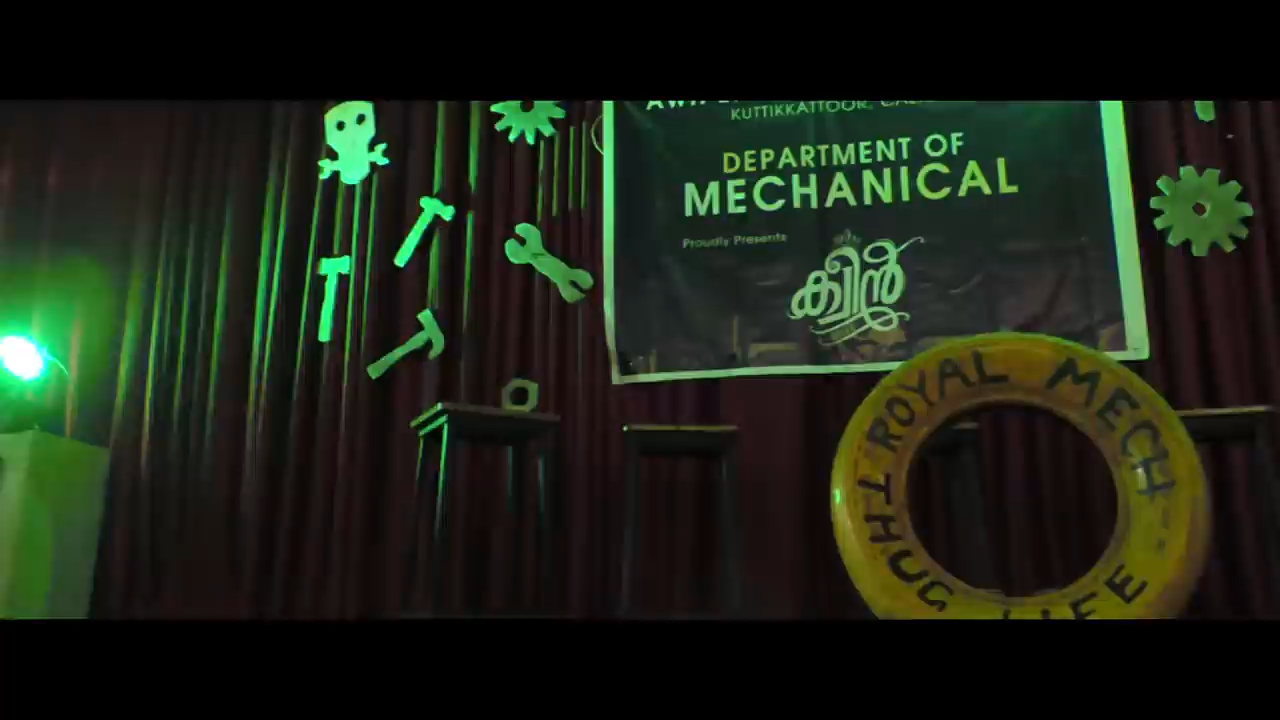 KUTTIKKATTOOR,
DEPARTMENT OF
MECHANICAL
Proudly Presents
ക്വീൻ
ROYAL MECH
THUG LIFE